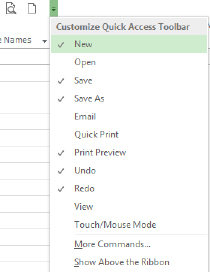 Customize Quick Access Toolbar
New
Open
Names
Save
Save As
Email
Quick Print
Print Preview
Undo
Redo
View
Touch/Mouse Mode
More Commands...
Show Above the Ribbon